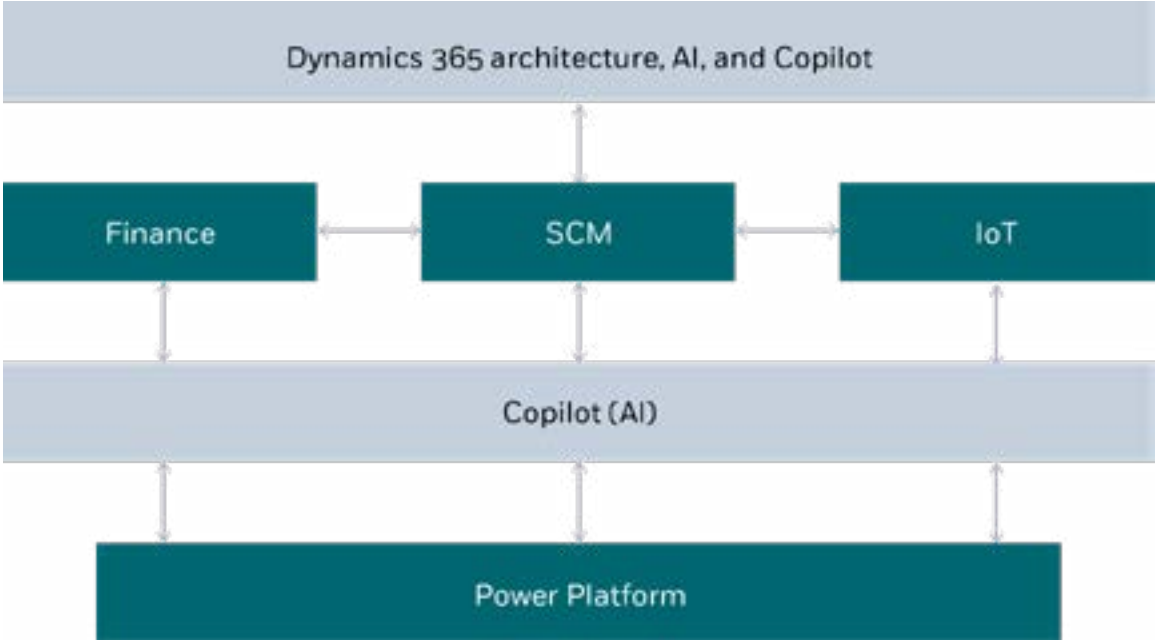 Dynamics 365 architecture, AI, and Copilot
Finance
SCM
IoT
Copilot (AI)
Power Platform